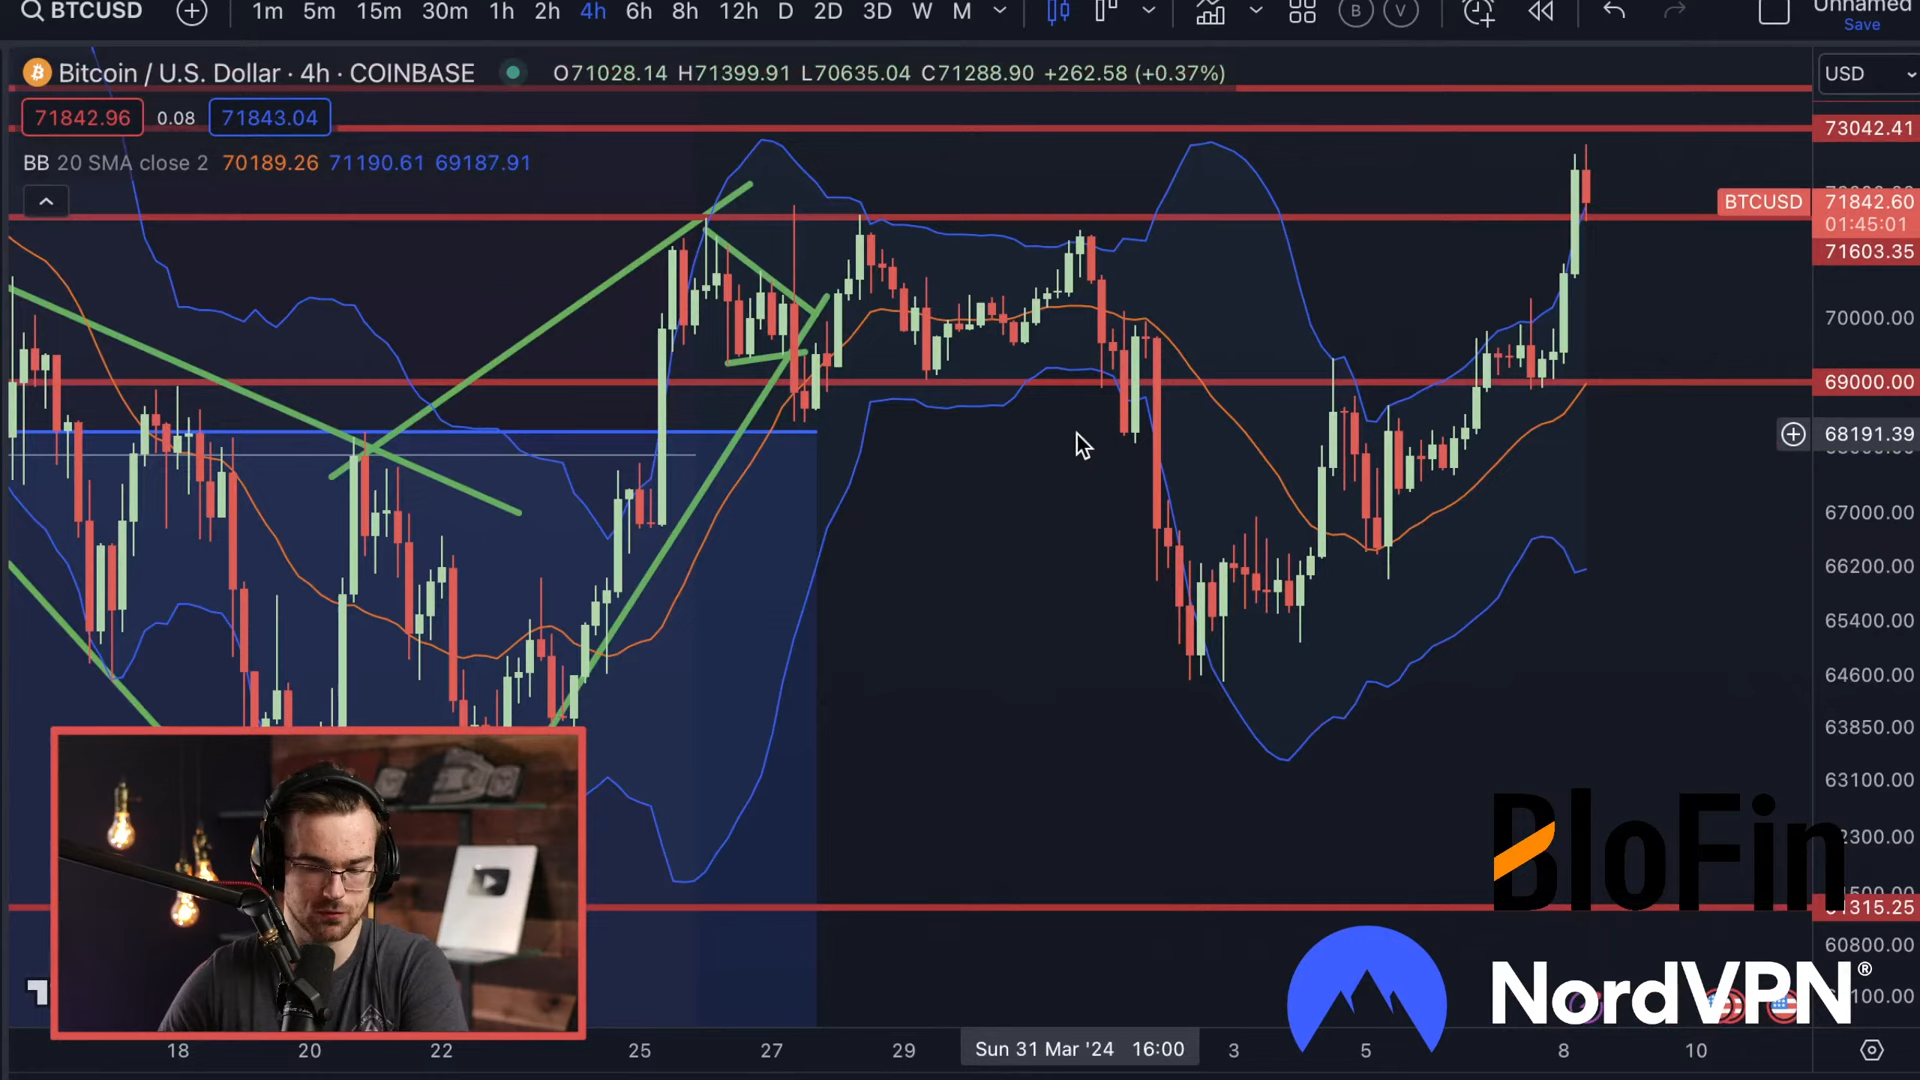 BTCUSD 1m 5m 15m 30m 1h 2h 4h 6h 8h 12h D 2D 3D W M B V Unnamed
Save
Bitcoin / U.S. Dollar · 4h · COINBASE O71028.14 H71399.91 L70635.04 C71288.90 +262.58 (+0.37%) USD
71842.96 0.08 71843.04
73042.41
BB 20 SMA close 2 70189.26 71190.61 69187.91
BTCUSD 71842.60
01:45:01
71603.35
70000.00
69000.00
68191.39
67000.00
66200.00
65400.00
64600.00
63850.00
63100.00
2300.00
BloFin
1315.25
60800.00
NordVPN®
100.00
18 20 22 25 27 29 Sun 31 Mar '24 16:00 3 5 8 10